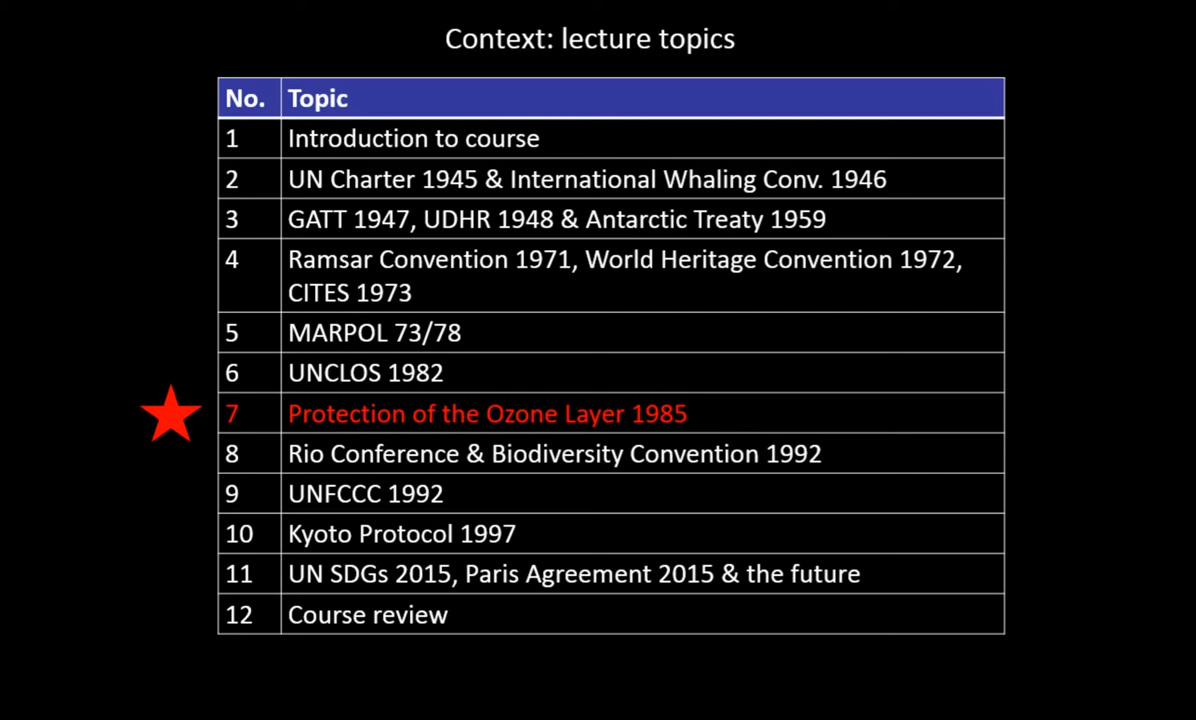 Context: lecture topics
No. Topic
1 Introduction to course
2 UN Charter 1945 & International Whaling Conv. 1946
3 GATT 1947, UDHR 1948 & Antarctic Treaty 1959
4 Ramsar Convention 1971, World Heritage Convention 1972,
CITES 1973
5 MARPOL 73/78
6 UNCLOS 1982
7 Protection of the Ozone Layer 1985
8 Rio Conference & Biodiversity Convention 1992
9 UNFCCC 1992
10 Kyoto Protocol 1997
11 UN SDGs 2015, Paris Agreement 2015 & the future
12 Course review